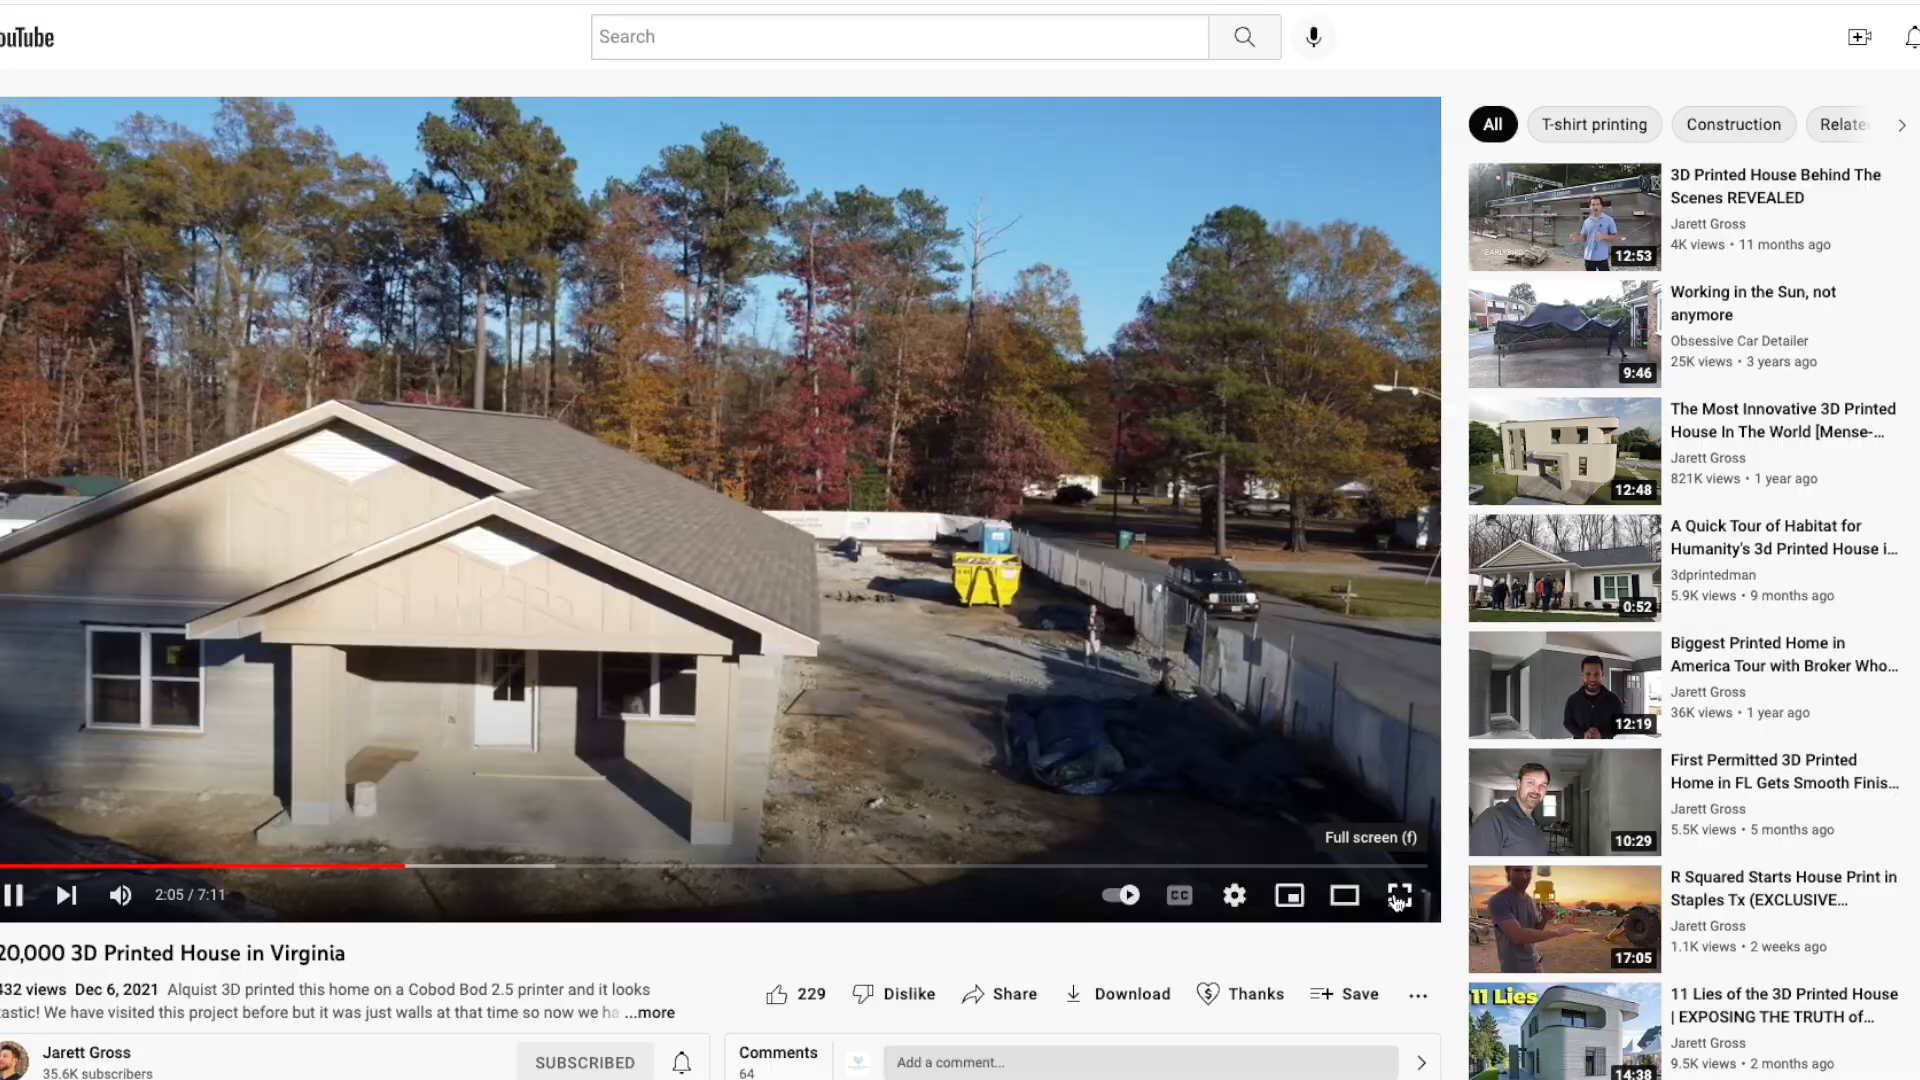 ouTube
Search
All
T-shirt printing
Construction
Relate
12:53
3D Printed House Behind The
Scenes REVEALED
Jarett Gross
4K views • 11 months ago
9:46
Working in the Sun, not
anymore
Obsessive Car Detailer
25K views • 3 years ago
12:48
The Most Innovative 3D Printed
House In The World [Mense-...
Jarett Gross
821K views • 1 year ago
0:52
A Quick Tour of Habitat for
Humanity's 3d Printed House i...
3dprintedman
5.9K views • 9 months ago
12:19
Biggest Printed Home in
America Tour with Broker Who...
Jarett Gross
36K views • 1 year ago
10:29
First Permitted 3D Printed
Home in FL Gets Smooth Finis...
Jarett Gross
5.5K views • 5 months ago
17:05
R Squared Starts House Print in
Staples Tx (EXCLUSIVE...
Jarett Gross
1.1K views • 2 weeks ago
11 Lies
14:38
11 Lies of the 3D Printed House
| EXPOSING THE TRUTH of...
Jarett Gross
9.5K views • 2 months ago
Full screen (f)
2:05 / 7:11
CC
20,000 3D Printed House in Virginia
432 views Dec 6, 2021 Alquist 3D printed this home on a Cobod Bod 2.5 printer and it looks
tastic! We have visited this project before but it was just walls at that time so now we ha ...more
229
Dislike
Share
Download
Thanks
Save
Jarett Gross
35.6K subscribers
SUBSCRIBED
Comments
64
Add a comment...